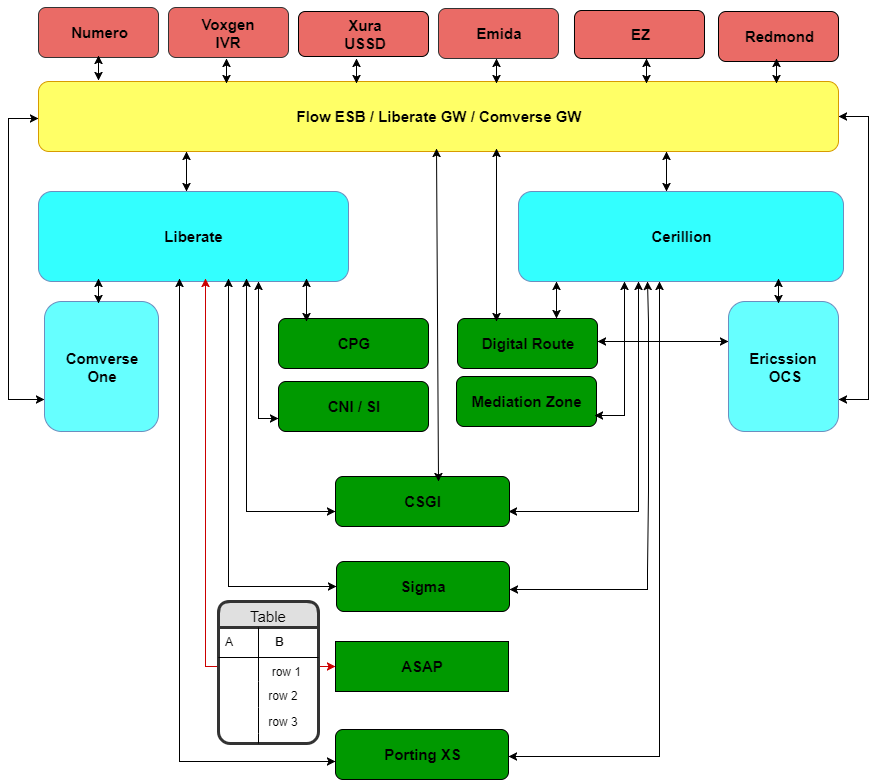 Numero
Voxgen
IVR
Xura
USSD
Emida
EZ
Redmond
Flow ESB / Liberate GW / Comverse GW
Liberate
Cerillion
Comverse
One
CPG
Digital Route
Ericssion
OCS
CNI / SI
Mediation Zone
CSGI
Sigma
Table
A B
row 1
row 2
row 3
ASAP
Porting XS